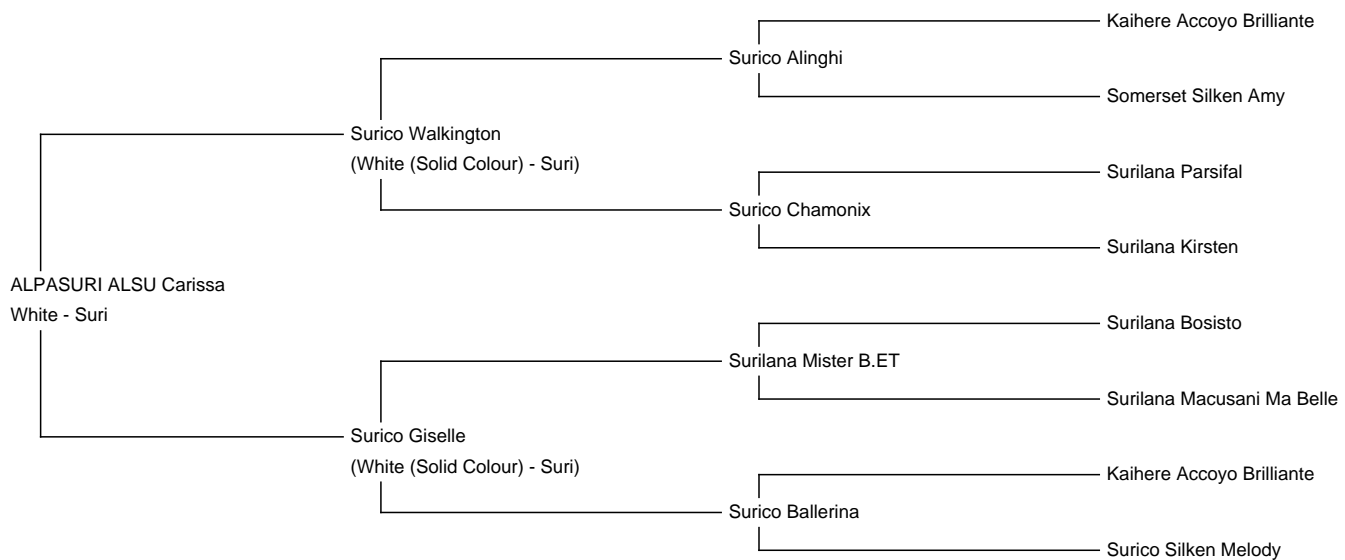 Kaihere Accoyo Brilliante
Surico Alinghi
Somerset Silken Amy
Surico Walkington
(White (Solid Colour) - Suri)
Surilana Parsifal
Surico Chamonix
Surilana Kirsten
ALPASURI ALSU Carissa
White - Suri
Surilana Bosisto
Surilana Mister B.ET
Surilana Macusani Ma Belle
Surico Giselle
(White (Solid Colour) - Suri)
Kaihere Accoyo Brilliante
Surico Ballerina
Surico Silken Melody